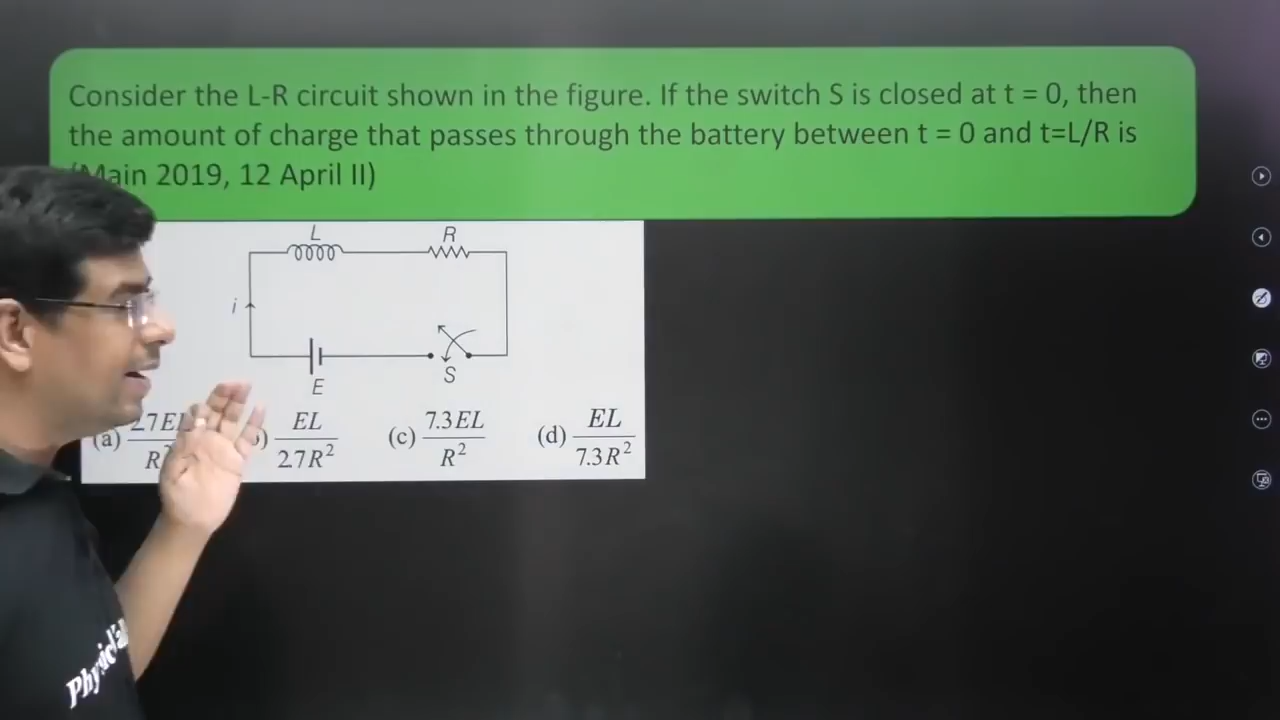 Consider the L-R circuit shown in the figure. If the switch S is closed at t = 0, then
the amount of charge that passes through the battery between t = 0 and t=L/R is
Main 2019, 12 April II)
L R
i
E S
(a) 2.7EL/R (b) EL/2.7R² (c) 7.3EL/R² (d) EL/7.3R²